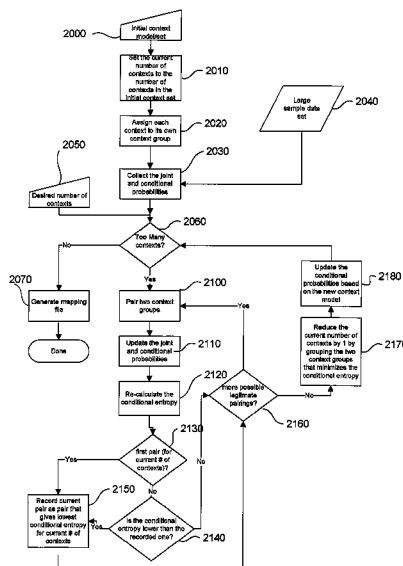 Initial context
model/set
2000
Set the current
number of
contexts to the
number of
contexts in the
initial context set
2010
Assign each
context to its own
context group
2020
Large
sample data
set
2040
2050
Desired number of
contexts
Collect the joint and
conditional
probabilities
2030
2060
Too Many
contexts?
No
Yes
2070
Generate mapping
file
Done
Pair two context
groups
2100
Yes
Update the
conditional
probabilities based
on the new context
model
2180
Update the joint
and conditional
probabilities
2110
Reduce the
current number of
contexts by 1 by
grouping the two
context groups
that minimizes the
conditional entropy
2170
Re-calculate the
conditional entropy
2120
more possible
legitimate
pairings?
No
2160
first pair (for
current # of
contexts)?
2130
Yes
No
No
Record current
pair as pair that
gives lowest
conditional entropy
for current # of
contexts
2150
Is the conditional
entropy lower than the
recorded one?
Yes
2140